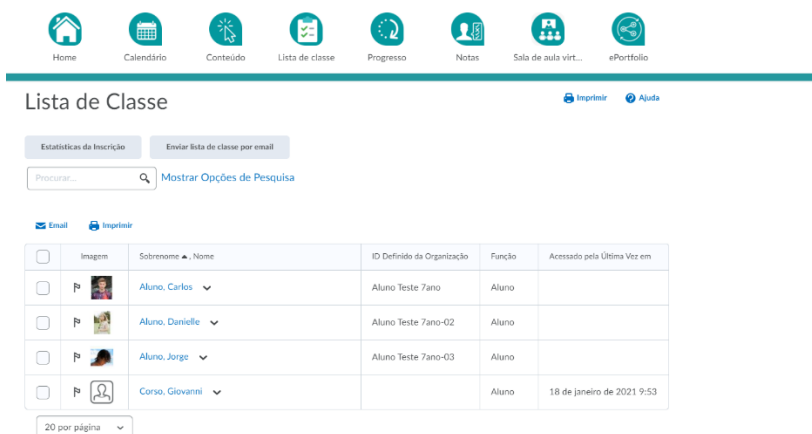 Home Calendário Conteúdo Lista de classe Progresso Notas Sala de aula virt... ePortfolio
Lista de Classe
Imprimir Ajuda
Estatísticas da Inscrição Enviar lista de classe por email
Procurar... Mostrar Opções de Pesquisa
Email Imprimir
Imagem Sobrenome ▲, Nome ID Definido da Organização Função Acessado pela Última Vez em
Aluno, Carlos Aluno Teste 7ano Aluno
Aluno, Danielle Aluno Teste 7ano-02 Aluno
Aluno, Jorge Aluno Teste 7ano-03 Aluno
Corso, Giovanni Aluno 18 de janeiro de 2021 9:53
20 por página